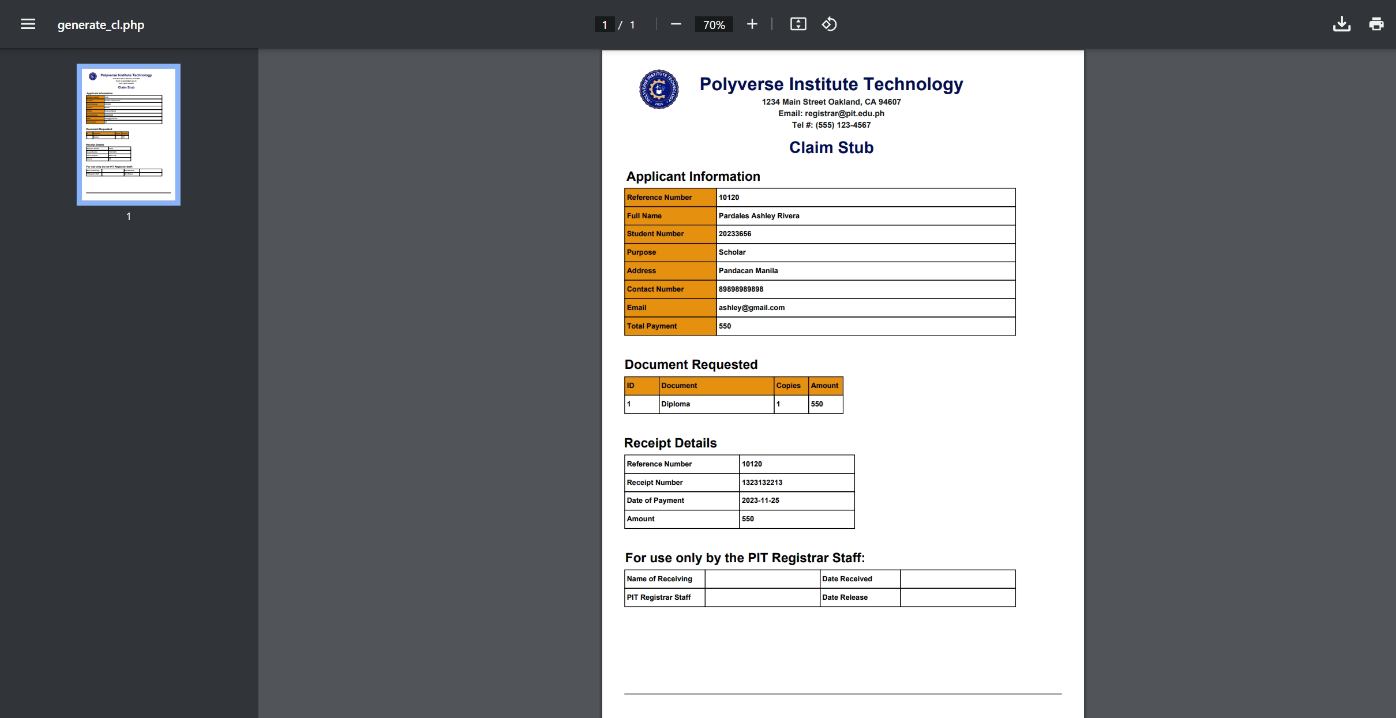 generate_cl.php
1 / 1
70%
1
Polyverse Institute Technology
1234 Main Street Oakland, CA 94607
Email: registrar@pit.edu.ph
Tel #: (555) 123-4567
Claim Stub
Applicant Information
Reference Number 10120
Full Name Pardales Ashley Rivera
Student Number 20233656
Purpose Scholar
Address Pandacan Manila
Contact Number 89898989898
Email ashley@gmail.com
Total Payment 550
Document Requested
ID Document Copies Amount
1 Diploma 1 550
Receipt Details
Reference Number 10120
Receipt Number 1323132213
Date of Payment 2023-11-25
Amount 550
For use only by the PIT Registrar Staff:
Name of Receiving Date Received
PIT Registrar Staff Date Release